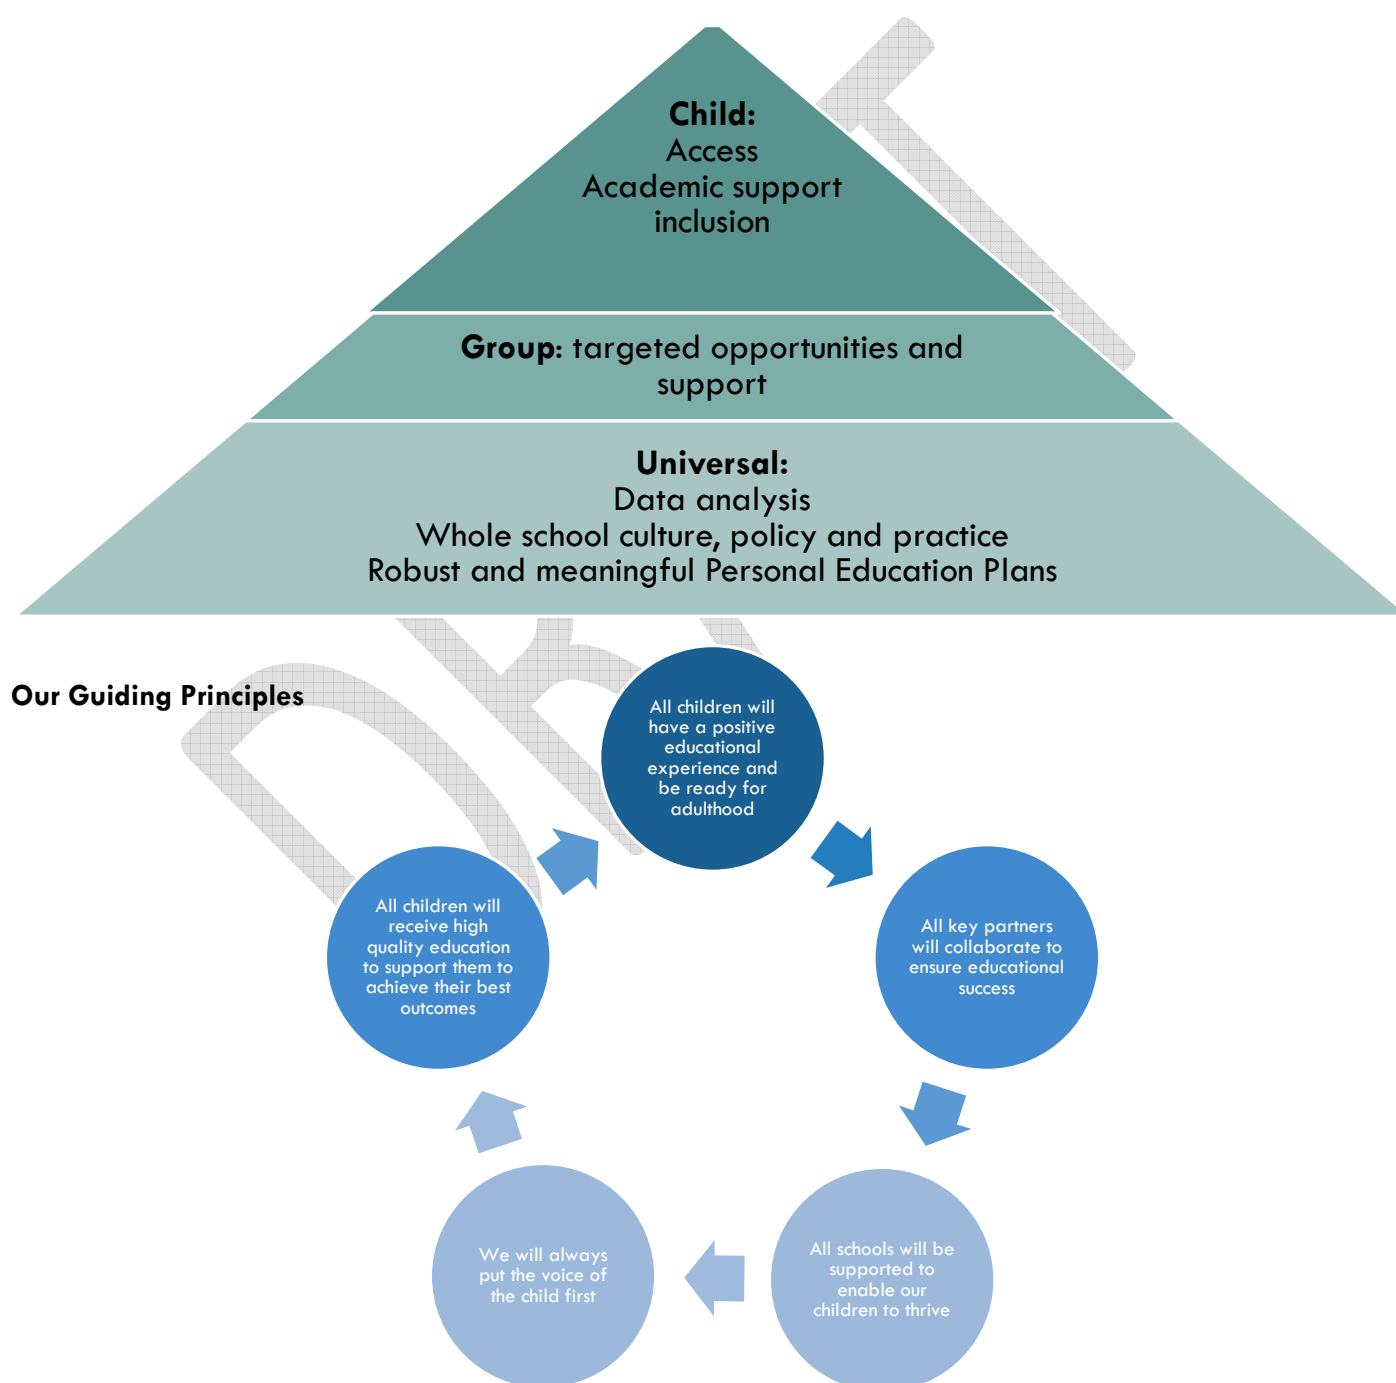 Child:
Access
Academic support
inclusion
Group: targeted opportunities and
support
Universal:
Data analysis
Whole school culture, policy and practice
Robust and meaningful Personal Education Plans
Our Guiding Principles
All children will
have a positive
educational
experience and
be ready for
adulthood
All key partners
will collaborate to
ensure educational
success
All schools will be
supported to
enable our
children to thrive
We will always
put the voice of
the child first
All children will
receive high
quality education
to support them to
achieve their best
outcomes